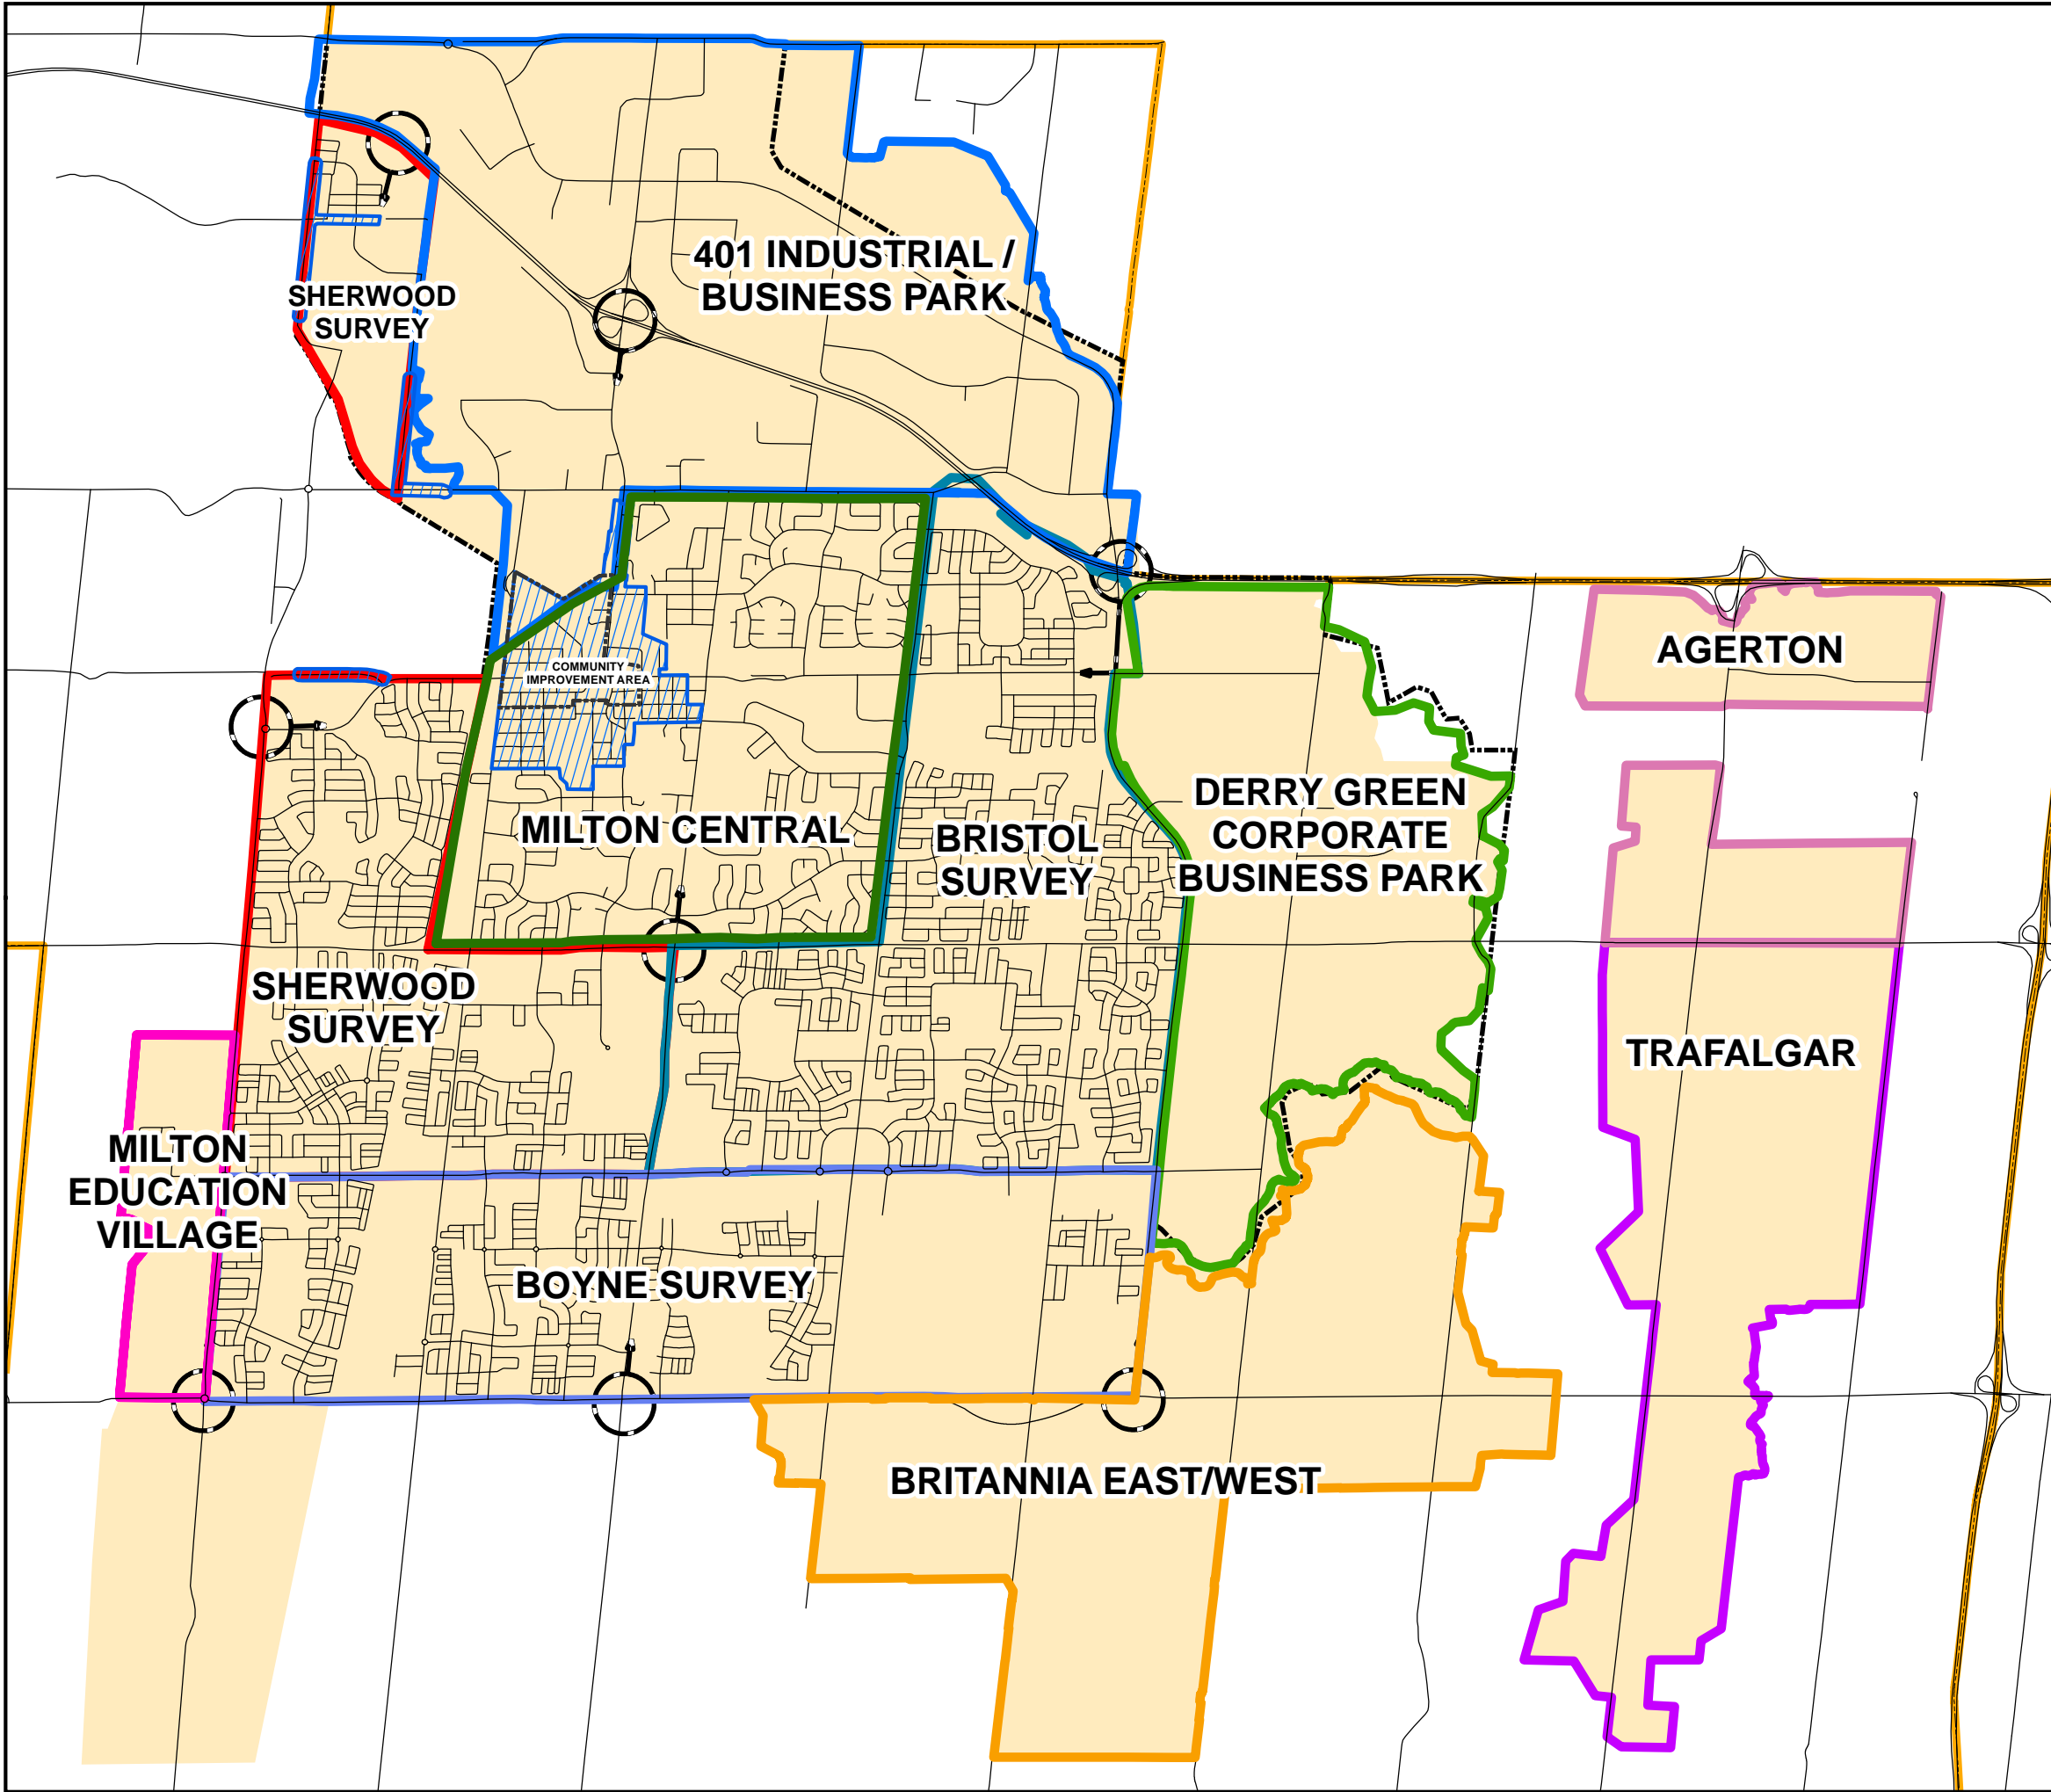 401 INDUSTRIAL /
BUSINESS PARK
SHERWOOD
SURVEY
COMMUNITY
IMPROVEMENT AREA
AGERTON
MILTON CENTRAL
BRISTOL
SURVEY
DERRY GREEN
CORPORATE
BUSINESS PARK
SHERWOOD
SURVEY
TRAFALGAR
MILTON
EDUCATION
VILLAGE
BOYNE SURVEY
BRITANNIA EAST/WEST